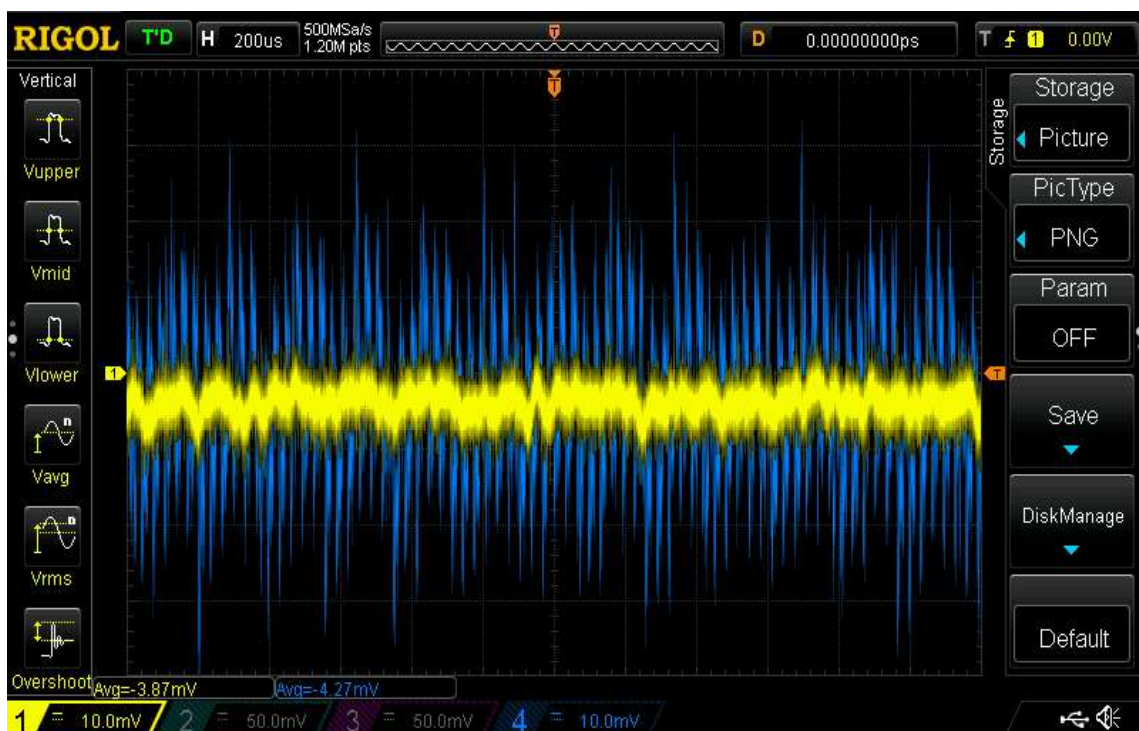 RIGOL T'D H 200us 500MSa/s 1.20M pts D 0.00000000ps T 1 0.00V
Vertical
Vupper
Vmid
Vlower
Vavg
Vrms
Overshoot
T
1
T
n
n
Avg=-3.87mV Avg=-4.27mV
Storage
Storage
Picture
PicType
PNG
Param
OFF
Save
DiskManage
Default
1 = 10.0mV 2 = 50.0mV 3 = 50.0mV 4 = 10.0mV